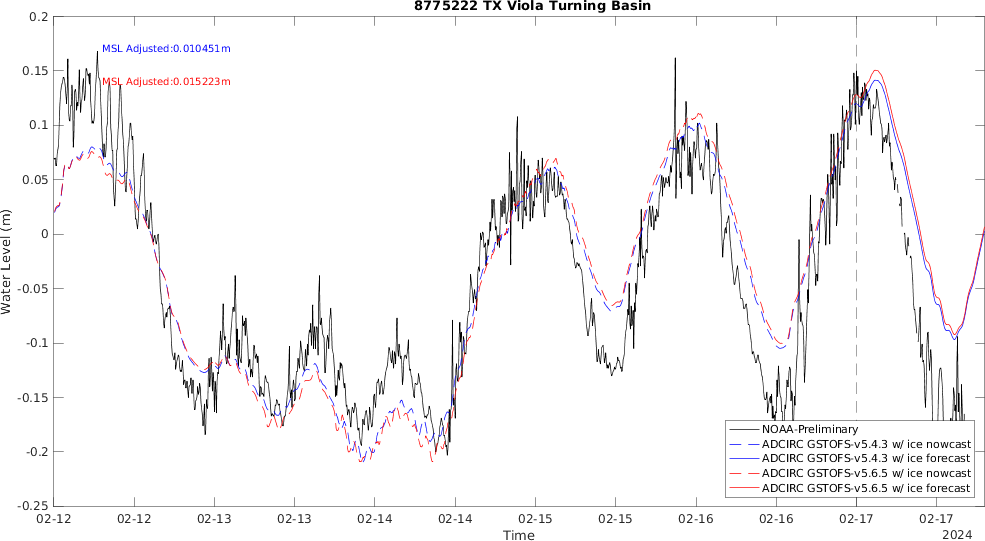 8775222 TX Viola Turning Basin
0.2
MSL Adjusted:0.010451m
0.15
MSL Adjusted:0.015223m
0.1
0.05
0
-0.05
-0.1
-0.15
-0.2
-0.25
Water Level (m)
NOAA-Preliminary
ADCIRC GSTOFS-v5.4.3 w/ ice nowcast
ADCIRC GSTOFS-v5.4.3 w/ ice forecast
ADCIRC GSTOFS-v5.6.5 w/ ice nowcast
ADCIRC GSTOFS-v5.6.5 w/ ice forecast
02-12 02-12 02-13 02-13 02-14 02-14 02-15 02-15 02-16 02-16 02-17 02-17
Time
2024